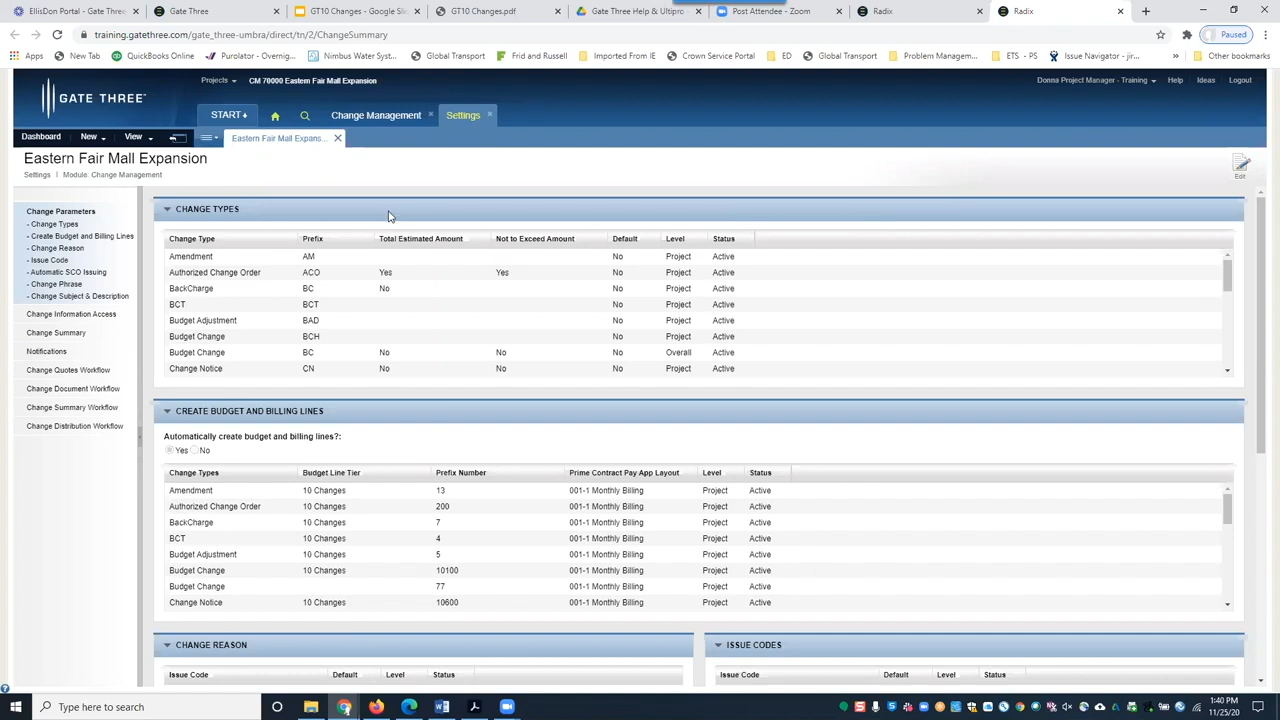 EllisDon Portal - EllisDon
GT10 Changes - Google Slid
GT10 Changes.pdf
Gate Three Help & Ultipro
Post Attendee - Zoom
Radix
Radix
training.gatethree.com/gate_three-umbra/direct/tn/2/ChangeSummary
Paused
Apps
New Tab
QuickBooks Online
Purolator - Overnig...
Nimbus Water Syst...
Global Transport
Frid and Russell
Imported From IE
Crown Service Portal
ED
Global Transport
Problem Managem...
ETS - PS
Issue Navigator - jir...
Other bookmarks
GATE THREE
Projects
CM 70000 Eastern Fair Mall Expansion
Donna Project Manager - Training
Help
Ideas
Logout
START
Change Management
Settings
Dashboard
New
View
Eastern Fair Mall Expans...
Eastern Fair Mall Expansion
Settings | Module: Change Management
Edit
Change Parameters
- Change Types
- Create Budget and Billing Lines
- Change Reason
- Issue Code
- Automatic SCO Issuing
- Change Phrase
- Change Subject & Description
Change Information Access
Change Summary
Notifications
Change Quotes Workflow
Change Document Workflow
Change Summary Workflow
Change Distribution Workflow
CHANGE TYPES
Change Type Prefix Total Estimated Amount Not to Exceed Amount Default Level Status
Amendment AM No Project Active
Authorized Change Order ACO Yes Yes No Project Active
BackCharge BC No No Project Active
BCT BCT No Project Active
Budget Adjustment BAD No Project Active
Budget Change BCH No Project Active
Budget Change BC No No No Overall Active
Change Notice CN No No No Project Active
CREATE BUDGET AND BILLING LINES
Automatically create budget and billing lines?:
Yes No
Change Types Budget Line Tier Prefix Number Prime Contract Pay App Layout Level Status
Amendment 10 Changes 13 001-1 Monthly Billing Project Active
Authorized Change Order 10 Changes 200 001-1 Monthly Billing Project Active
BackCharge 10 Changes 7 001-1 Monthly Billing Project Active
BCT 10 Changes 4 001-1 Monthly Billing Project Active
Budget Adjustment 10 Changes 5 001-1 Monthly Billing Project Active
Budget Change 10 Changes 10100 001-1 Monthly Billing Project Active
Budget Change 77 001-1 Monthly Billing Project Active
Change Notice 10 Changes 10600 001-1 Monthly Billing Project Active
CHANGE REASON
Issue Code Default Level Status
ISSUE CODES
Issue Code Default Level Status
Type here to search
1:40 PM
11/25/20